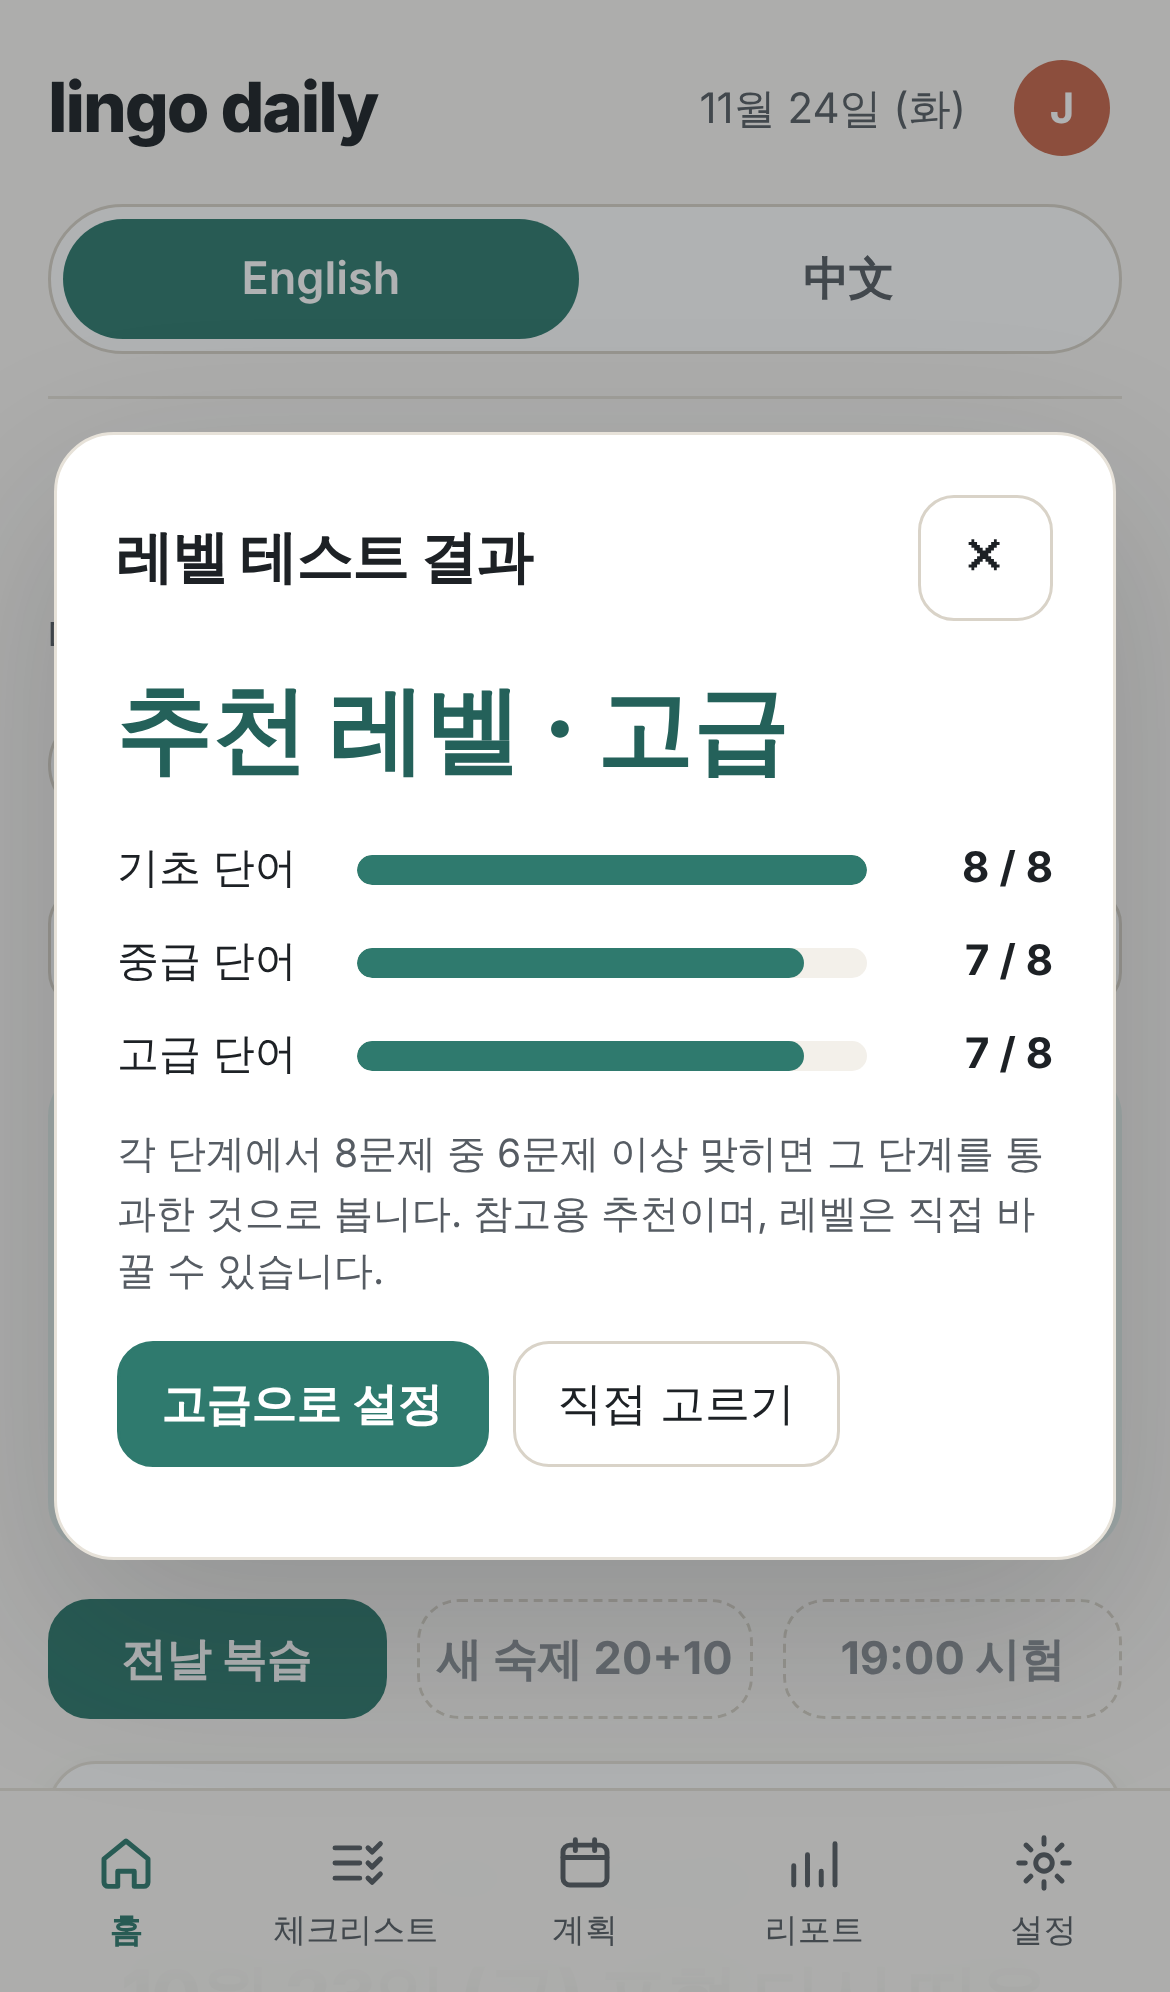 lingo daily
11월 24일 (화)
J
English
中文
레벨 테스트 결과
추천 레벨 · 고급
기초 단어 8 / 8
중급 단어 7 / 8
고급 단어 7 / 8
각 단계에서 8문제 중 6문제 이상 맞히면 그 단계를 통
과한 것으로 봅니다. 참고용 추천이며, 레벨은 직접 바
꿀 수 있습니다.
고급으로 설정
직접 고르기
전날 복습
새 숙제 20+10
19:00 시험
홈
체크리스트
계획
리포트
설정